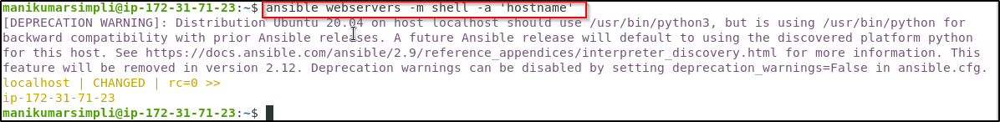 manikumarsimpli@ip-172-31-71-23:~$ ansible webservers -m shell -a 'hostname'
[DEPRECATION WARNING]: Distribution Ubuntu 20.04 on host localhost should use /usr/bin/python3, but is using /usr/bin/python for
backward compatibility with prior Ansible releases. A future Ansible release will default to using the discovered platform python
for this host. See https://docs.ansible.com/ansible/2.9/reference_appendices/interpreter_discovery.html for more information. This
feature will be removed in version 2.12. Deprecation warnings can be disabled by setting deprecation_warnings=False in ansible.cfg.
localhost | CHANGED | rc=0 >>
ip-172-31-71-23
manikumarsimpli@ip-172-31-71-23:~$